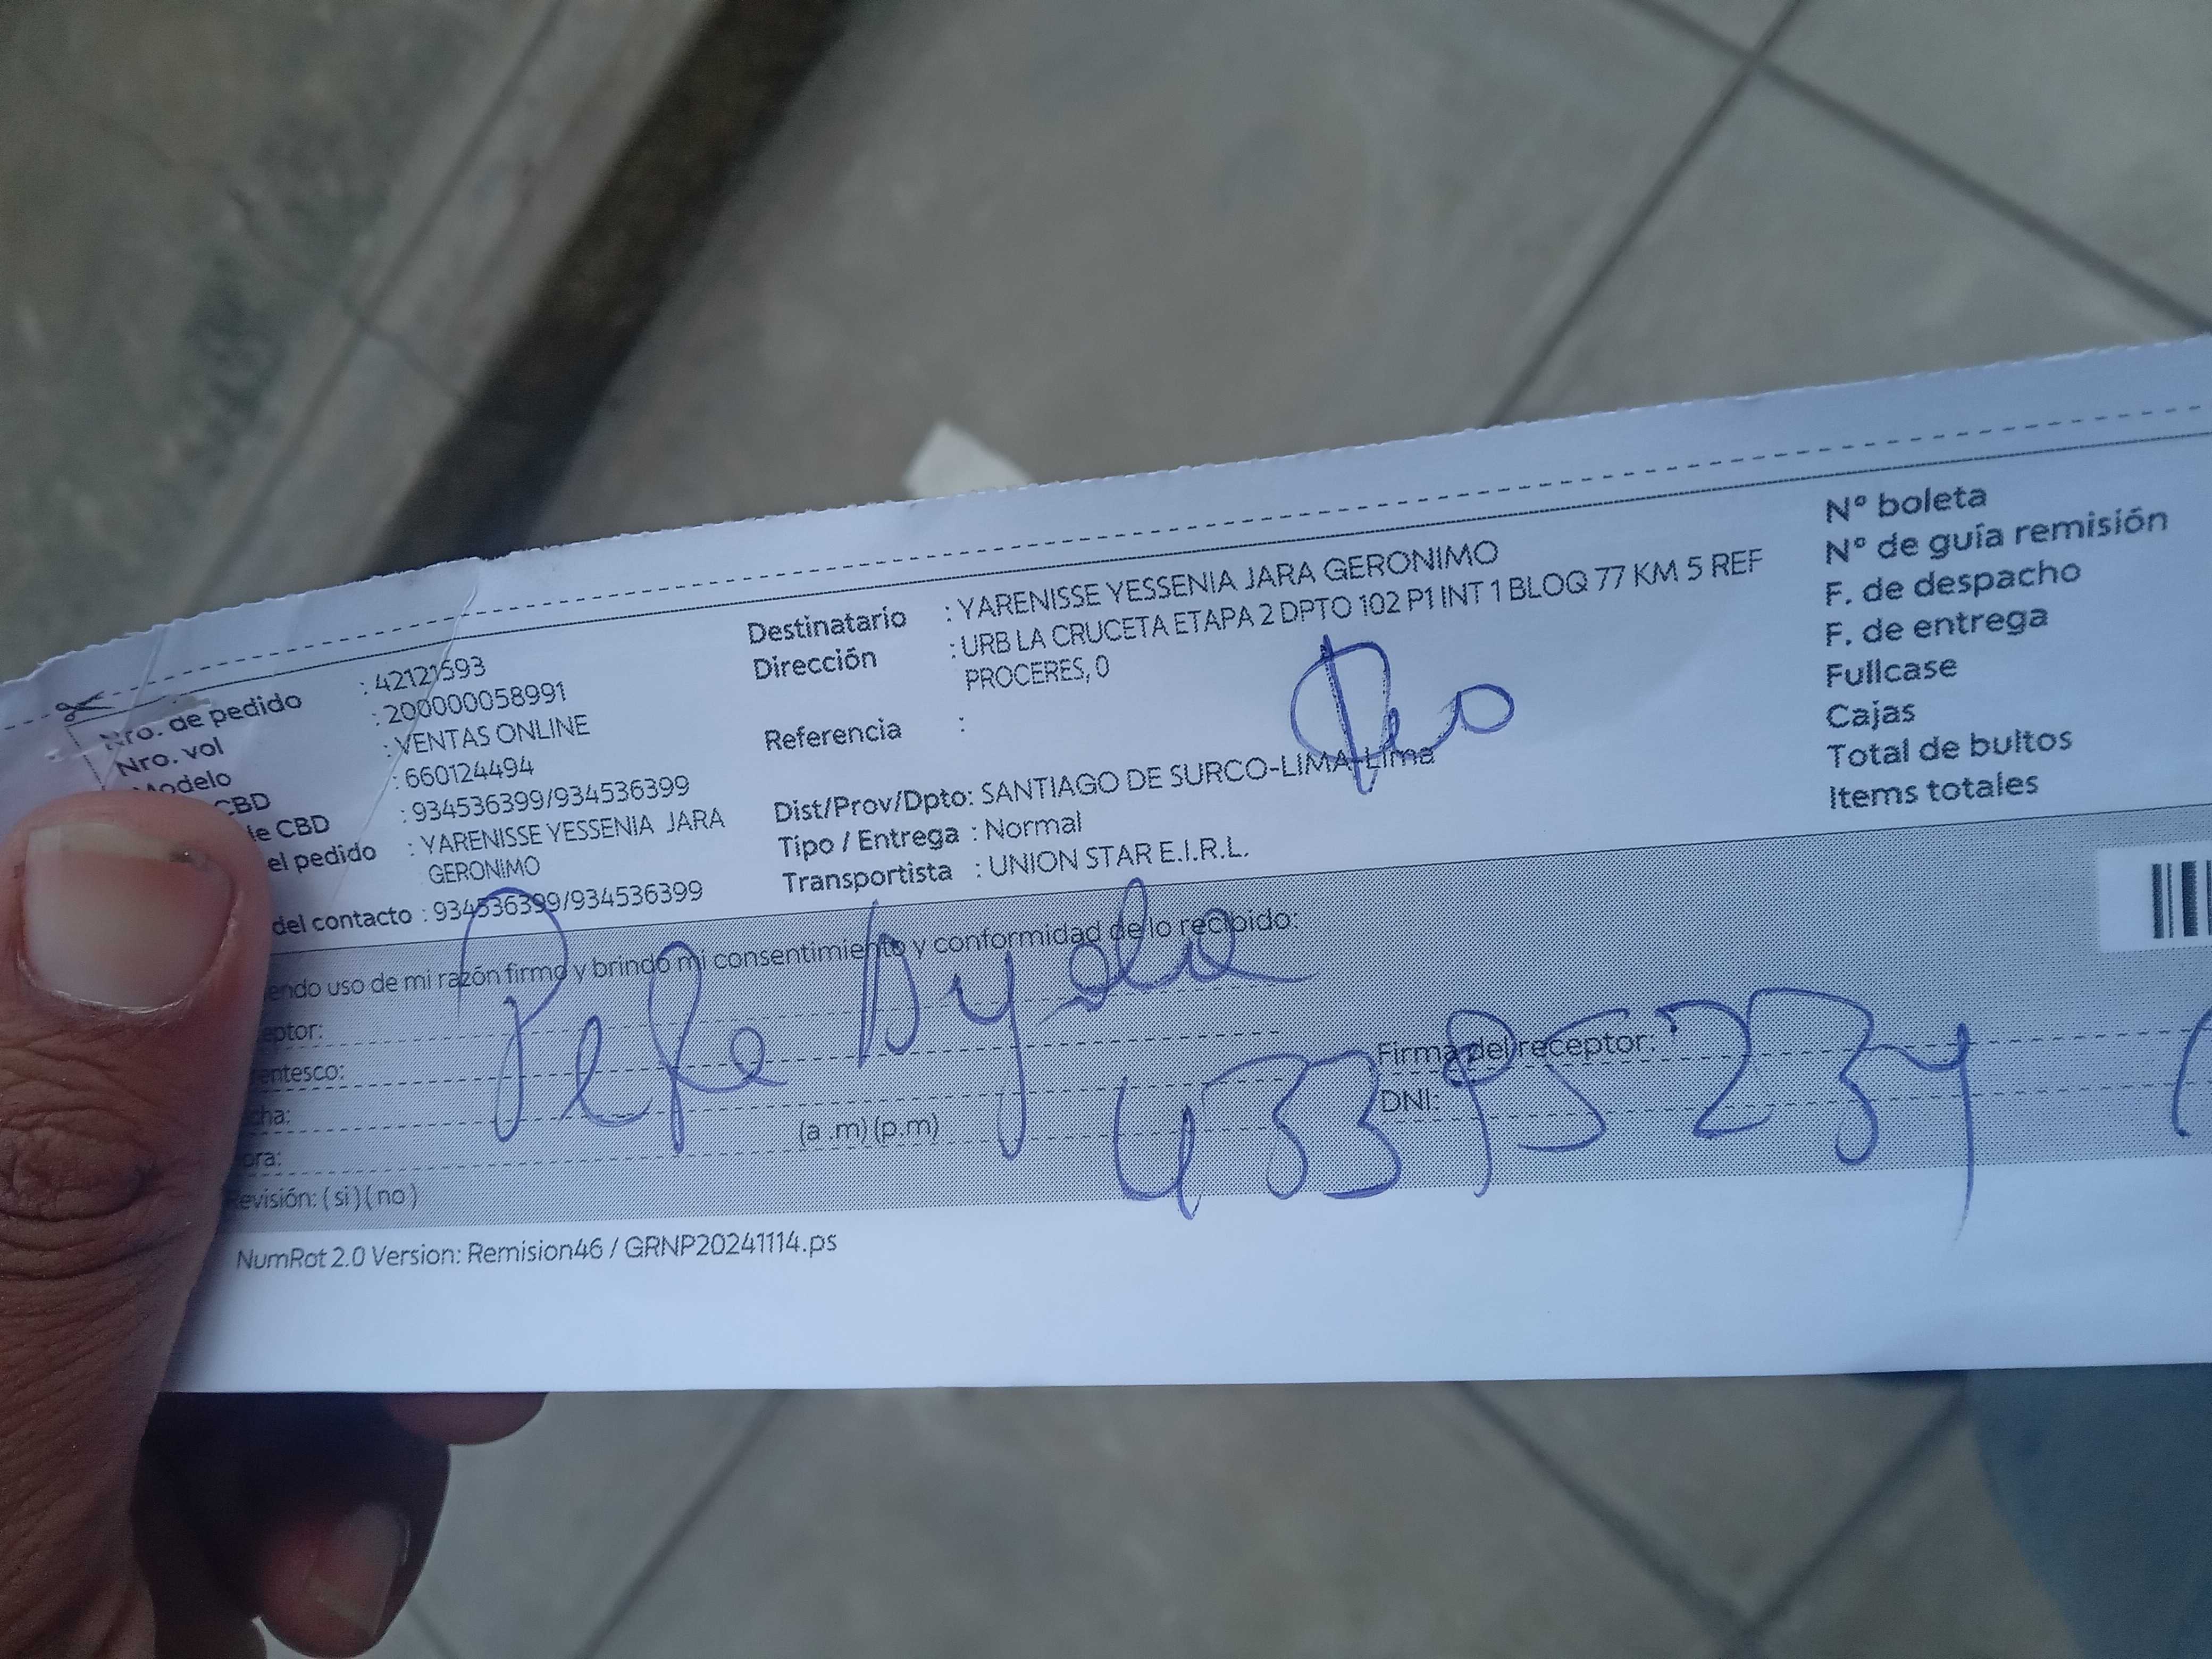 Nro. de pedido : 42121593
Nro. vol : 200000058991
Modelo : VENTAS ONLINE
CBD : 660124494
le CBD : 934536399/934536399
el pedido : YARENISSE YESSENIA JARA
GERONIMO
del contacto : 934536399/934536399
Destinatario : YARENISSE YESSENIA JARA GERONIMO
Dirección : URB LA CRUCETA ETAPA 2 DPTO 102 P1 INT 1 BLOQ 77 KM 5 REF
PROCERES, 0
Referencia :
Dist/Prov/Dpto: SANTIAGO DE SURCO-LIMA-Lima
Tipo / Entrega : Normal
Transportista : UNION STAR E.I.R.L.
N° boleta
N° de guía remisión
F. de despacho
F. de entrega
Fullcase
Cajas
Total de bultos
Items totales
endo uso de mi razón firmo y brindo mi consentimiento y conformidad de lo recibido:
eptor:
entesco:
cha:
ora: (a .m) (p.m)
Revisión: ( si ) ( no )
Firma del receptor:
DNI:
Pepe Ayala
43395234
NumRot 2.0 Version: Remision46 / GRNP20241114.ps